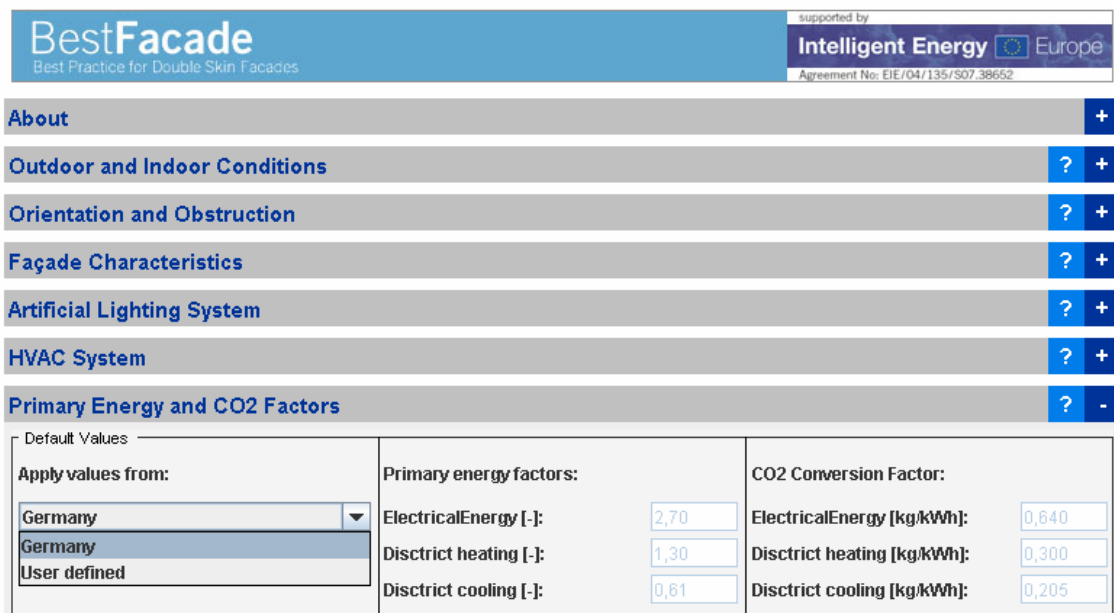 BestFacade
Best Practice for Double Skin Facades
supported by
Intelligent Energy Europe
Agreement No: EIE/04/135/S07.38652
About +
Outdoor and Indoor Conditions ? +
Orientation and Obstruction ? +
Façade Characteristics ? +
Artificial Lighting System ? +
HVAC System ? +
Primary Energy and CO2 Factors ? -
Default Values
Apply values from:
Germany
Germany
User defined
Primary energy factors:
ElectricalEnergy [-]: 2,70
Disctrict heating [-]: 1,30
Disctrict cooling [-]: 0,61
CO2 Conversion Factor:
ElectricalEnergy [kg/kWh]: 0,640
Disctrict heating [kg/kWh]: 0,300
Disctrict cooling [kg/kWh]: 0,205